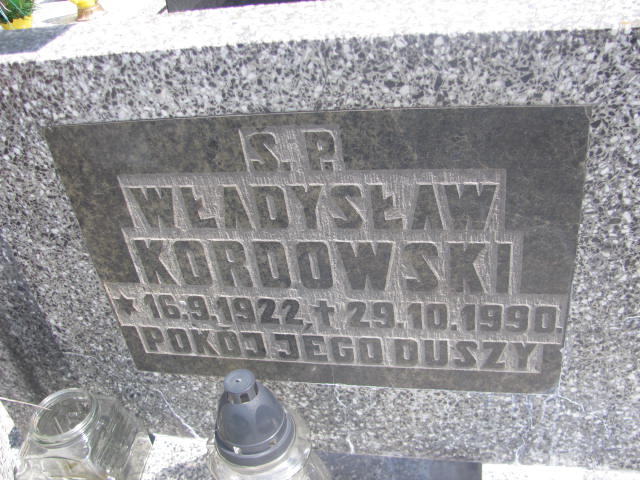 S. P.
WŁADYSŁAW
KORDOWSKI
★ 16.9.1922 ✝ 29.10.1990
POKÓJ JEGO DUSZY